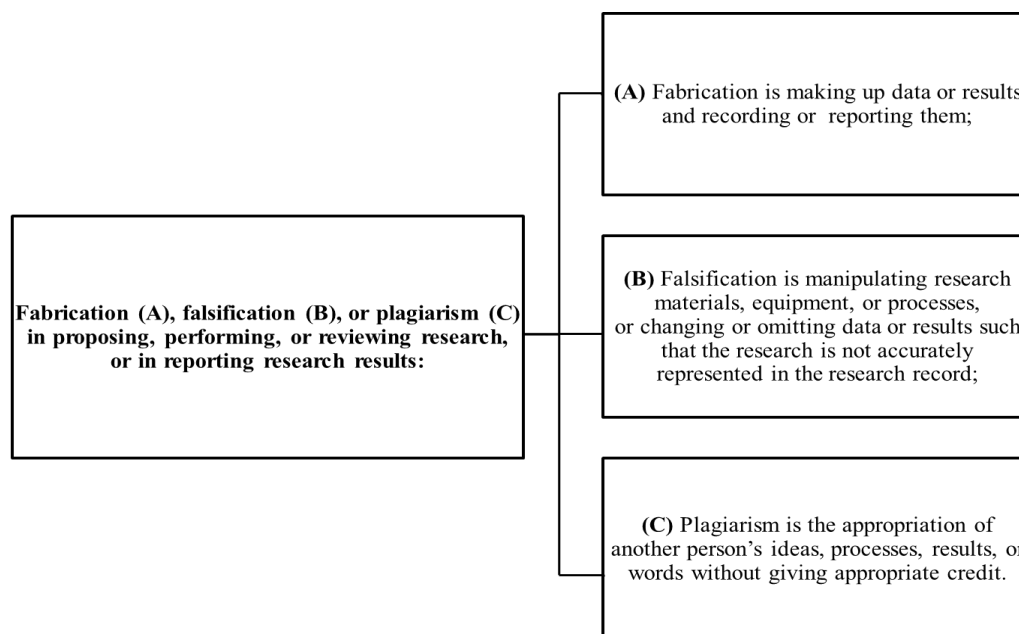 Fabrication (A), falsification (B), or plagiarism (C)
in proposing, performing, or reviewing research,
or in reporting research results:
(A) Fabrication is making up data or results
and recording or reporting them;
(B) Falsification is manipulating research
materials, equipment, or processes,
or changing or omitting data or results such
that the research is not accurately
represented in the research record;
(C) Plagiarism is the appropriation of
another person's ideas, processes, results, or
words without giving appropriate credit.